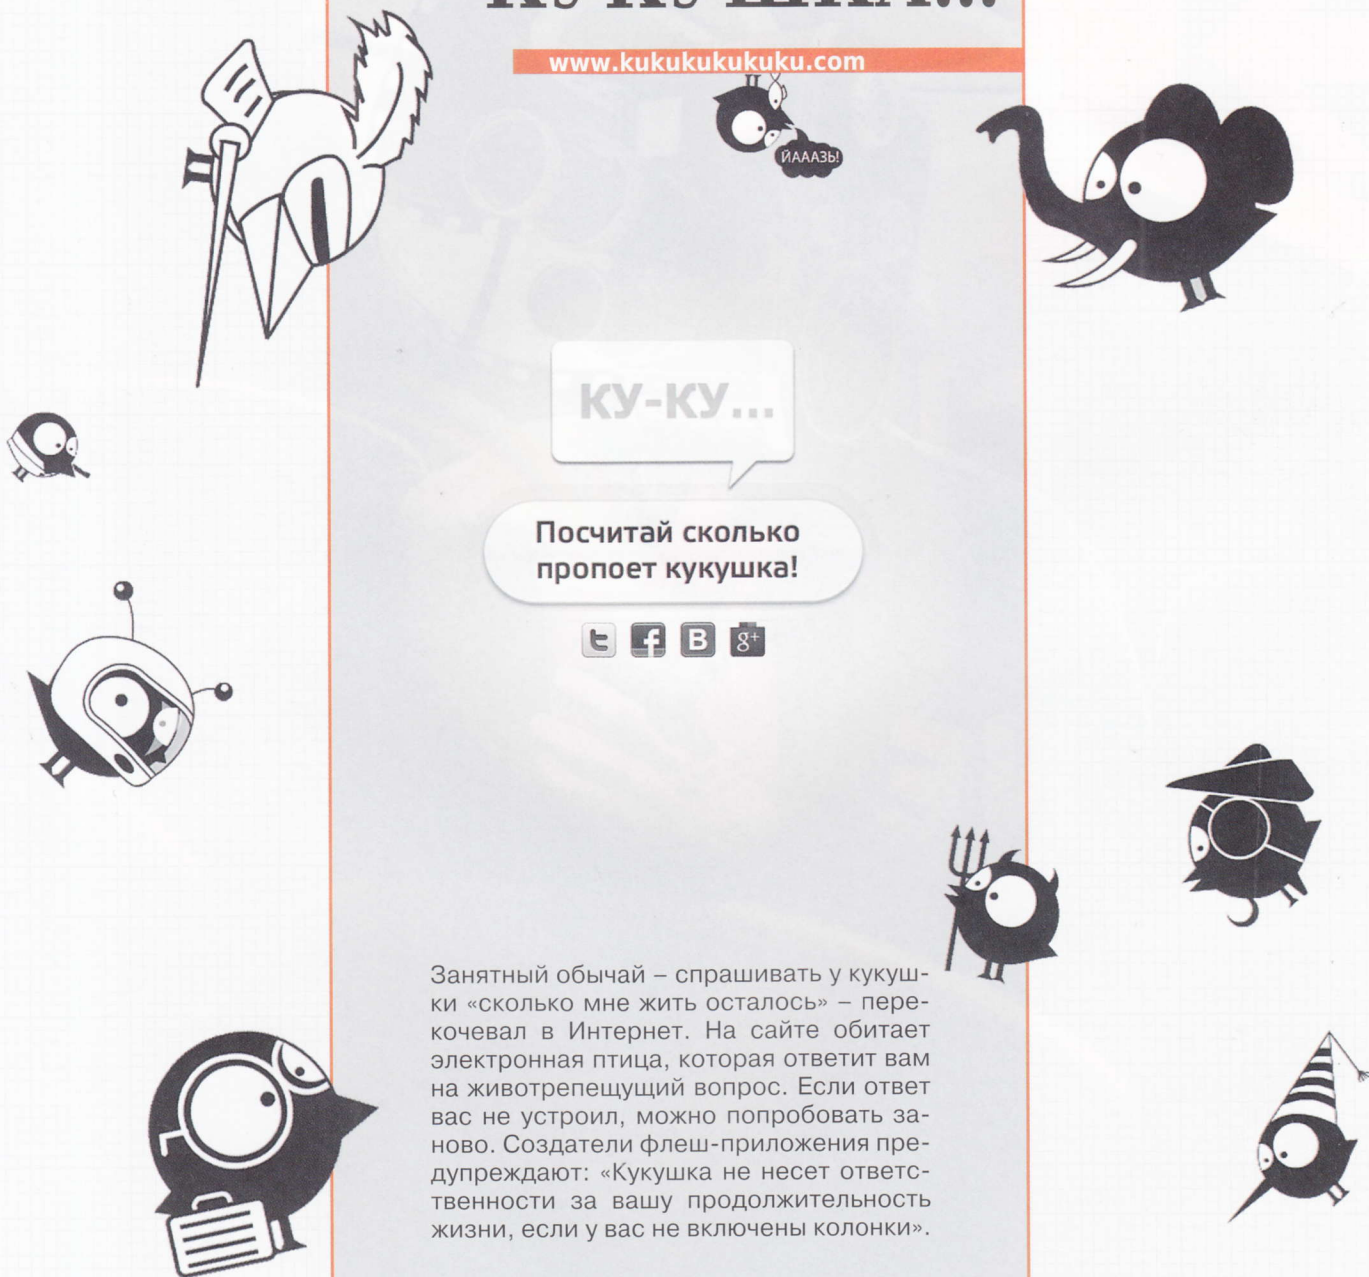 www.kukukukukuku.com
ЙАААЗЬ!
КУ-КУ...
Посчитай сколько
пропоет кукушка!
t f B g+
Занятный обычай – спрашивать у кукуш-
ки «сколько мне жить осталось» – пере-
кочевал в Интернет. На сайте обитает
электронная птица, которая ответит вам
на животрепещущий вопрос. Если ответ
вас не устроил, можно попробовать за-
ново. Создатели флеш-приложения пре-
дупреждают: «Кукушка не несет ответс-
твенности за вашу продолжительность
жизни, если у вас не включены колонки».